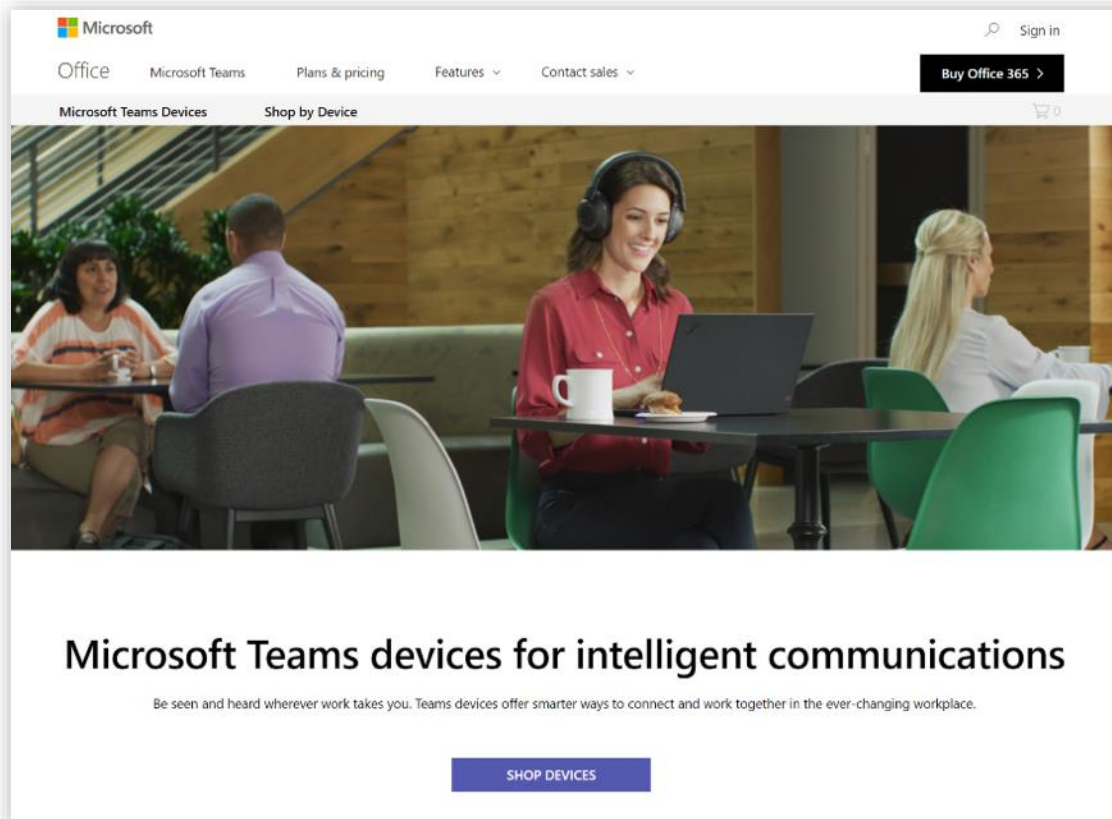 Microsoft
Sign in
Office Microsoft Teams Plans & pricing Features Contact sales Buy Office 365
Microsoft Teams Devices Shop by Device 0
Microsoft Teams devices for intelligent communications
Be seen and heard wherever work takes you. Teams devices offer smarter ways to connect and work together in the ever-changing workplace.
SHOP DEVICES